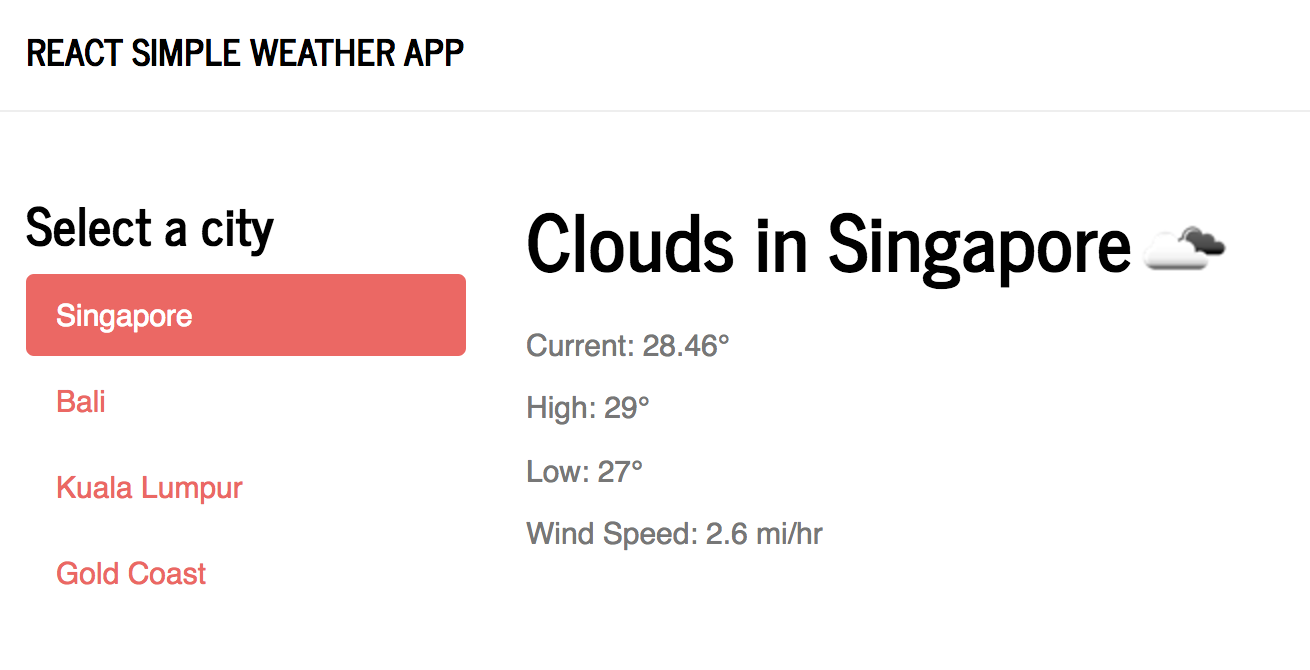 REACT SIMPLE WEATHER APP
Select a city
Singapore
Bali
Kuala Lumpur
Gold Coast
Clouds in Singapore
Current: 28.46°
High: 29°
Low: 27°
Wind Speed: 2.6 mi/hr